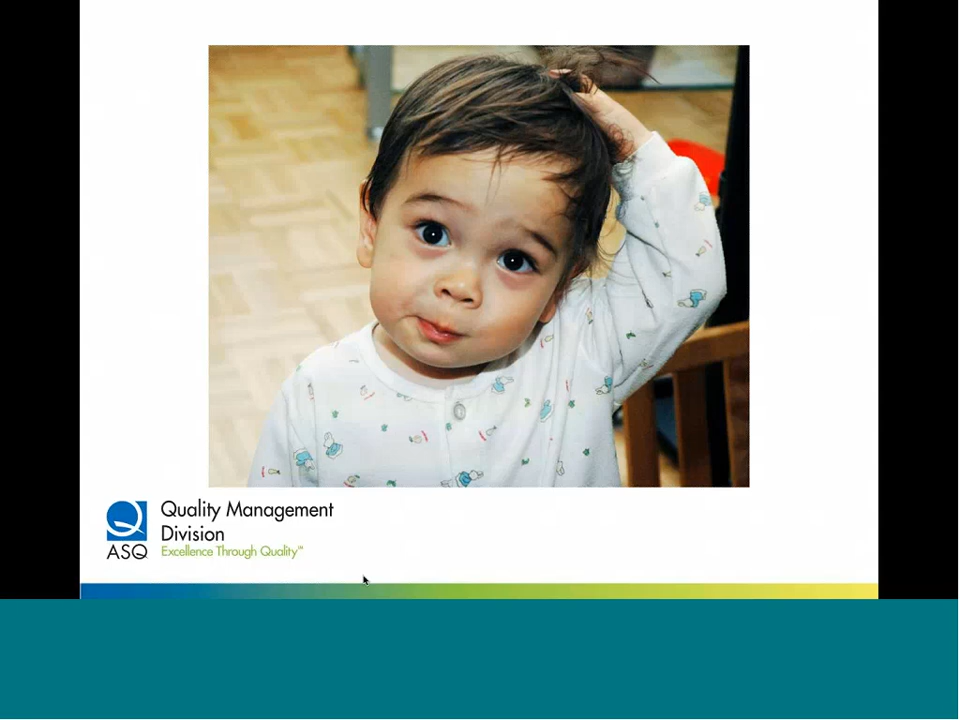 Quality Management
Division
ASQ
Excellence Through Quality™